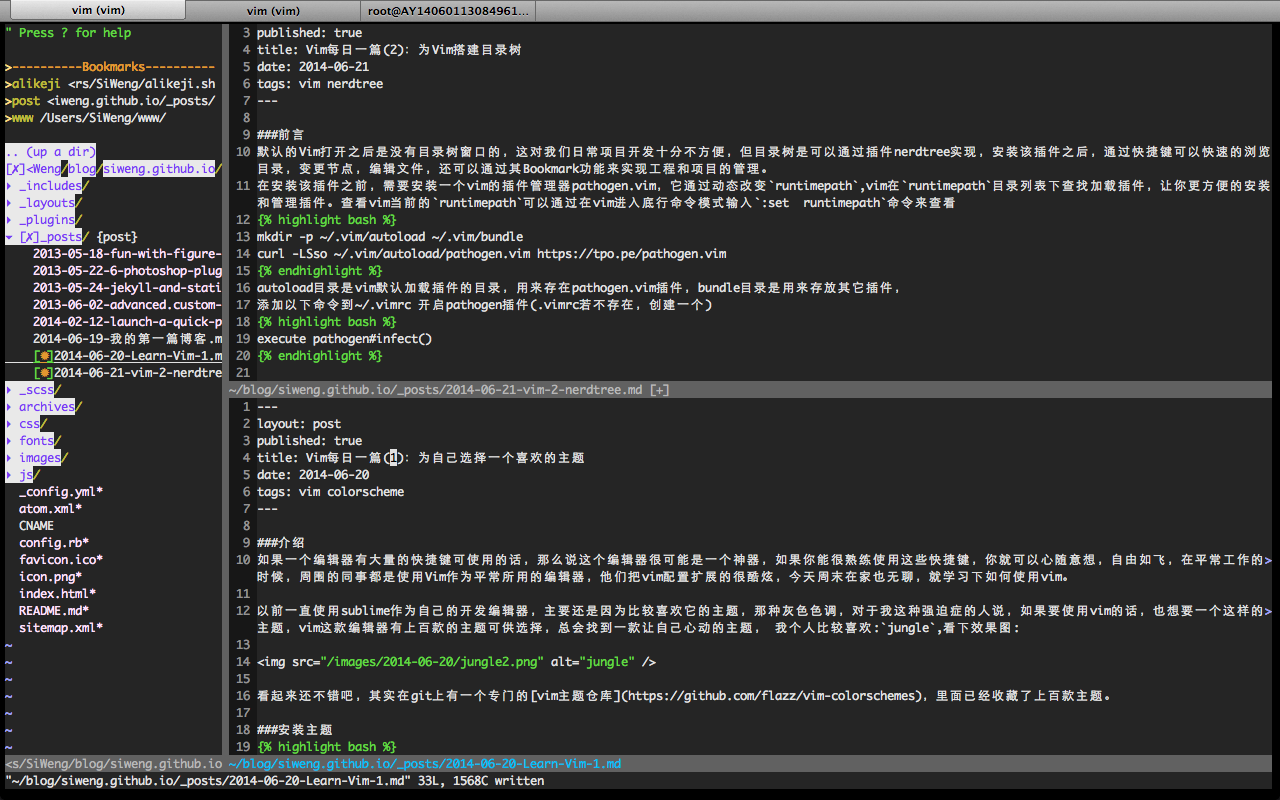 vim (vim)
vim (vim)
root@AY14060113084961...
" Press ? for help
>----------Bookmarks----------
>alikeji <rs/SiWeng/alikeji.sh
>post <iweng.github.io/_posts/
>www /Users/SiWeng/www/
.. (up a dir)
[✗]<Weng/blog/siweng.github.io/
▸ _includes/
▸ _layouts/
▸ _plugins/
▾ [✗]_posts/ {post}
2013-05-18-fun-with-figure-
2013-05-22-6-photoshop-plug
2013-05-24-jekyll-and-stati
2013-06-02-advanced.custom-
2014-02-12-launch-a-quick-p
2014-06-19-我的第一篇博客.m
[✹]2014-06-20-Learn-Vim-1.m
[✹]2014-06-21-vim-2-nerdtre
▸ _scss/
▸ archives/
▸ css/
▸ fonts/
▸ images/
▸ js/
_config.yml*
atom.xml*
CNAME
config.rb*
favicon.ico*
icon.png*
index.html*
README.md*
sitemap.xml*
~
~
~
~
~
~
~
<s/SiWeng/blog/siweng.github.io
3 published: true
4 title: Vim每日一篇(2)：为Vim搭建目录树
5 date: 2014-06-21
6 tags: vim nerdtree
7 ---
8
9 ###前言
10 默认的Vim打开之后是没有目录树窗口的，这对我们日常项目开发十分不方便，但目录树是可以通过插件nerdtree实现，安装该插件之后，通过快捷键可以快速的浏览
目录，变更节点，编辑文件，还可以通过其Bookmark功能来实现工程和项目的管理。
11 在安装该插件之前，需要安装一个vim的插件管理器pathogen.vim，它通过动态改变`runtimepath`,vim在`runtimepath`目录列表下查找加载插件，让你更方便的安装
和管理插件。查看vim当前的`runtimepath`可以通过在vim进入底行命令模式输入`:set  runtimepath`命令来查看
12 {% highlight bash %}
13 mkdir -p ~/.vim/autoload ~/.vim/bundle
14 curl -LSso ~/.vim/autoload/pathogen.vim https://tpo.pe/pathogen.vim
15 {% endhighlight %}
16 autoload目录是vim默认加载插件的目录，用来存在pathogen.vim插件，bundle目录是用来存放其它插件，
17 添加以下命令到~/.vimrc 开启pathogen插件(.vimrc若不存在，创建一个)
18 {% highlight bash %}
19 execute pathogen#infect()
20 {% endhighlight %}
21
~/blog/siweng.github.io/_posts/2014-06-21-vim-2-nerdtree.md [+]
1 ---
2 layout: post
3 published: true
4 title: Vim每日一篇(1)：为自己选择一个喜欢的主题
5 date: 2014-06-20
6 tags: vim colorscheme
7 ---
8
9 ###介绍
10 如果一个编辑器有大量的快捷键可使用的话，那么说这个编辑器很可能是一个神器，如果你能很熟练使用这些快捷键，你就可以心随意想，自由如飞，在平常工作的>
时候，周围的同事都是使用Vim作为平常所用的编辑器，他们把vim配置扩展的很酷炫，今天周末在家也无聊，就学习下如何使用vim。
11
12 以前一直使用sublime作为自己的开发编辑器，主要还是因为比较喜欢它的主题，那种灰色色调，对于我这种强迫症的人说，如果要使用vim的话，也想要一个这样的>
主题，vim这款编辑器有上百款的主题可供选择，总会找到一款让自己心动的主题， 我个人比较喜欢:`jungle`,看下效果图：
13
14 <img src="/images/2014-06-20/jungle2.png" alt="jungle" />
15
16 看起来还不错吧，其实在git上有一个专门的[vim主题仓库](https://github.com/flazz/vim-colorschemes)，里面已经收藏了上百款主题。
17
18 ###安装主题
19 {% highlight bash %}
~/blog/siweng.github.io/_posts/2014-06-20-Learn-Vim-1.md
"~/blog/siweng.github.io/_posts/2014-06-20-Learn-Vim-1.md" 33L, 1568C written